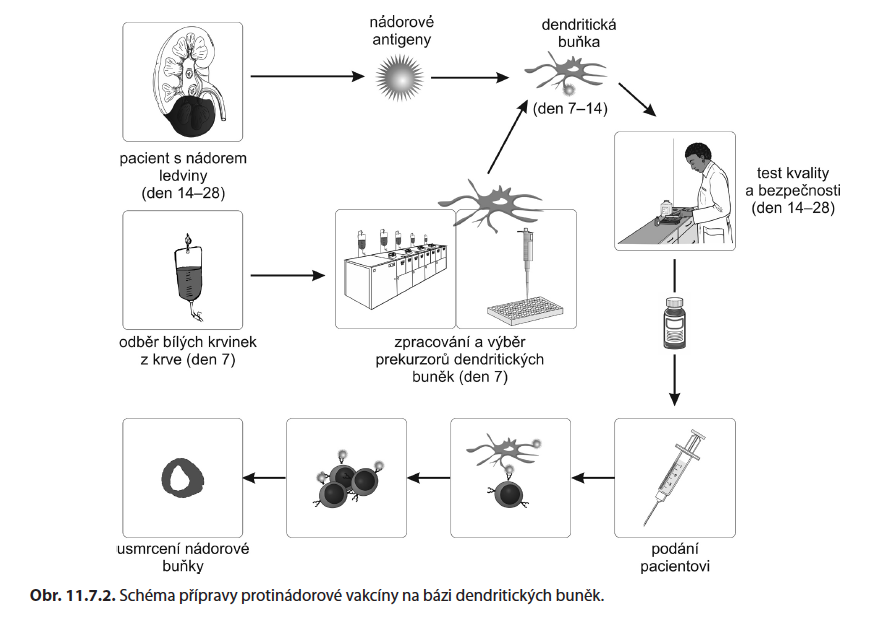 nádorové
antigeny
dendritická
buňka
(den 7–14)
pacient s nádorem
ledviny
(den 14–28)
test kvality
a bezpečnosti
(den 14–28)
odběr bílých krvinek
z krve (den 7)
zpracování a výběr
prekurzorů dendritických
buněk (den 7)
usmrcení nádorové
buňky
podání
pacientovi
Obr. 11.7.2. Schéma přípravy protinádorové vakcíny na bázi dendritických buněk.